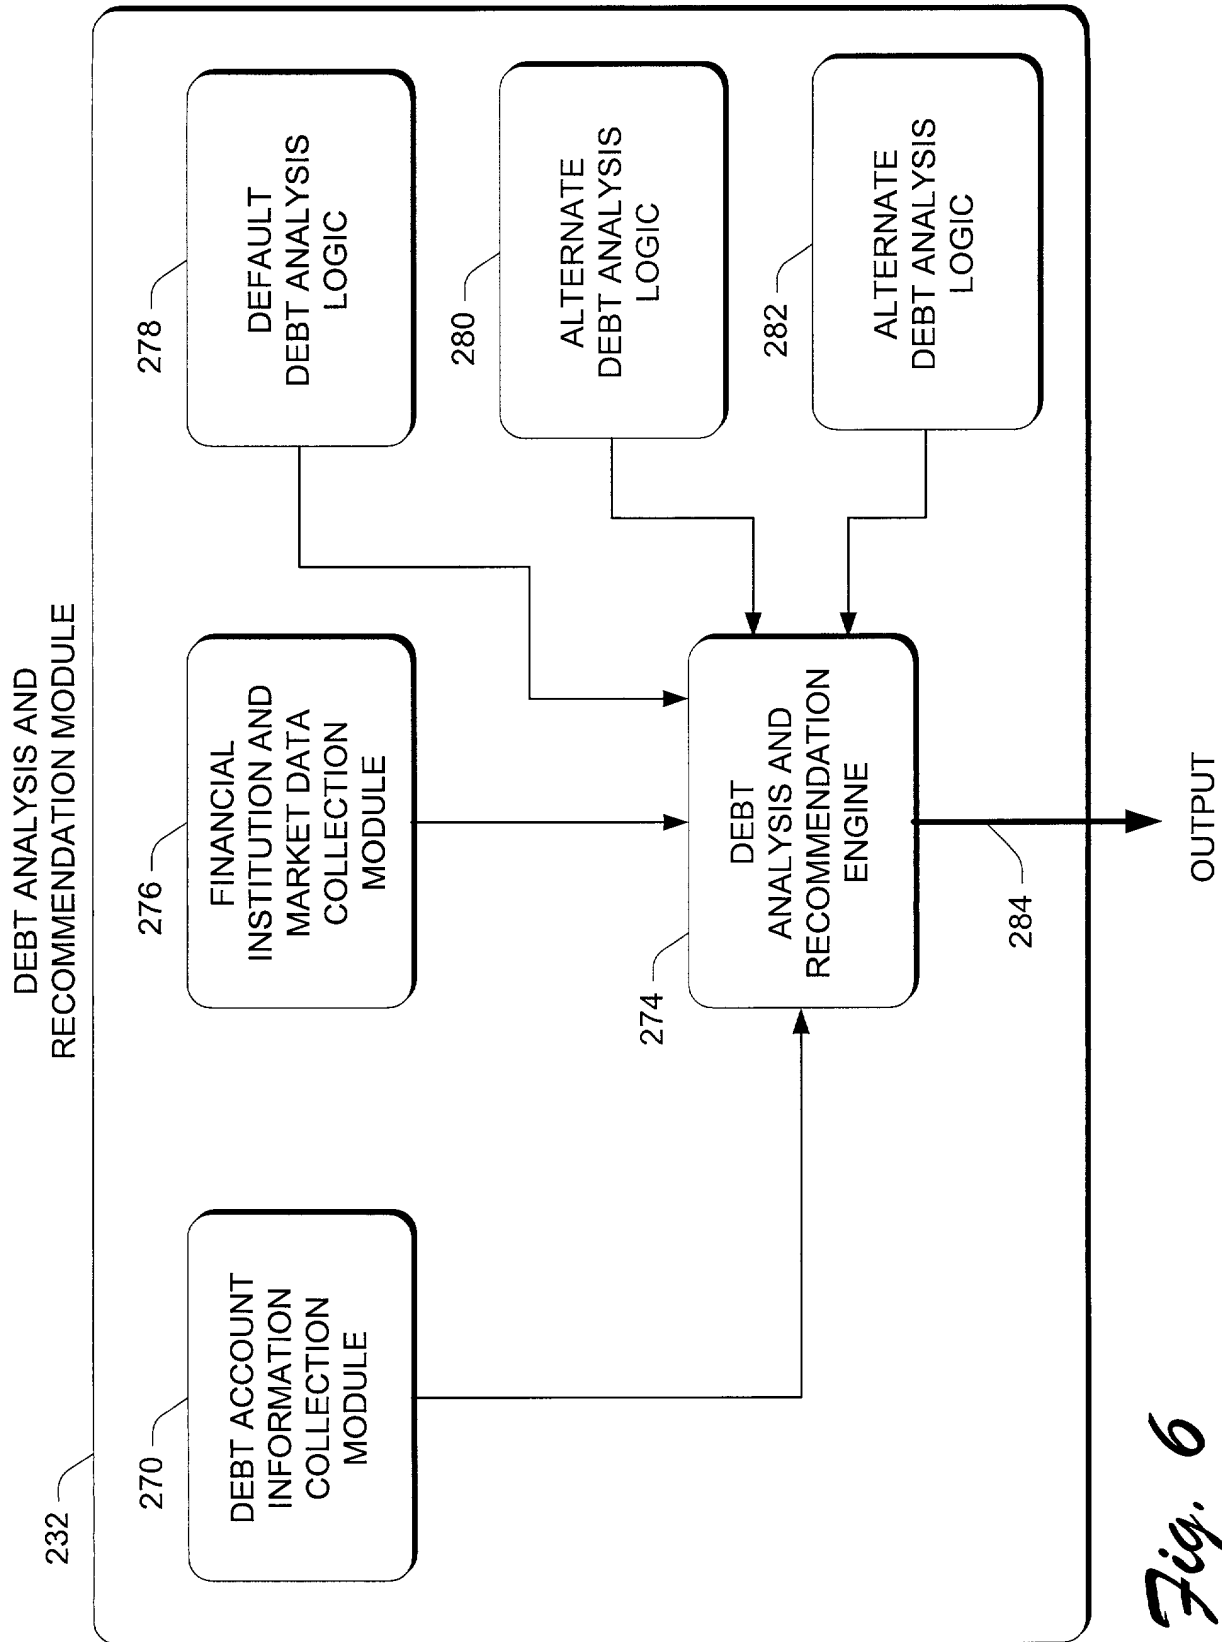 DEBT ANALYSIS AND
RECOMMENDATION MODULE
232
270
DEBT ACCOUNT
INFORMATION
COLLECTION
MODULE
276
FINANCIAL
INSTITUTION AND
MARKET DATA
COLLECTION
MODULE
278
DEFAULT
DEBT ANALYSIS
LOGIC
280
ALTERNATE
DEBT ANALYSIS
LOGIC
282
ALTERNATE
DEBT ANALYSIS
LOGIC
274
DEBT
ANALYSIS AND
RECOMMENDATION
ENGINE
284
OUTPUT
Fig. 6